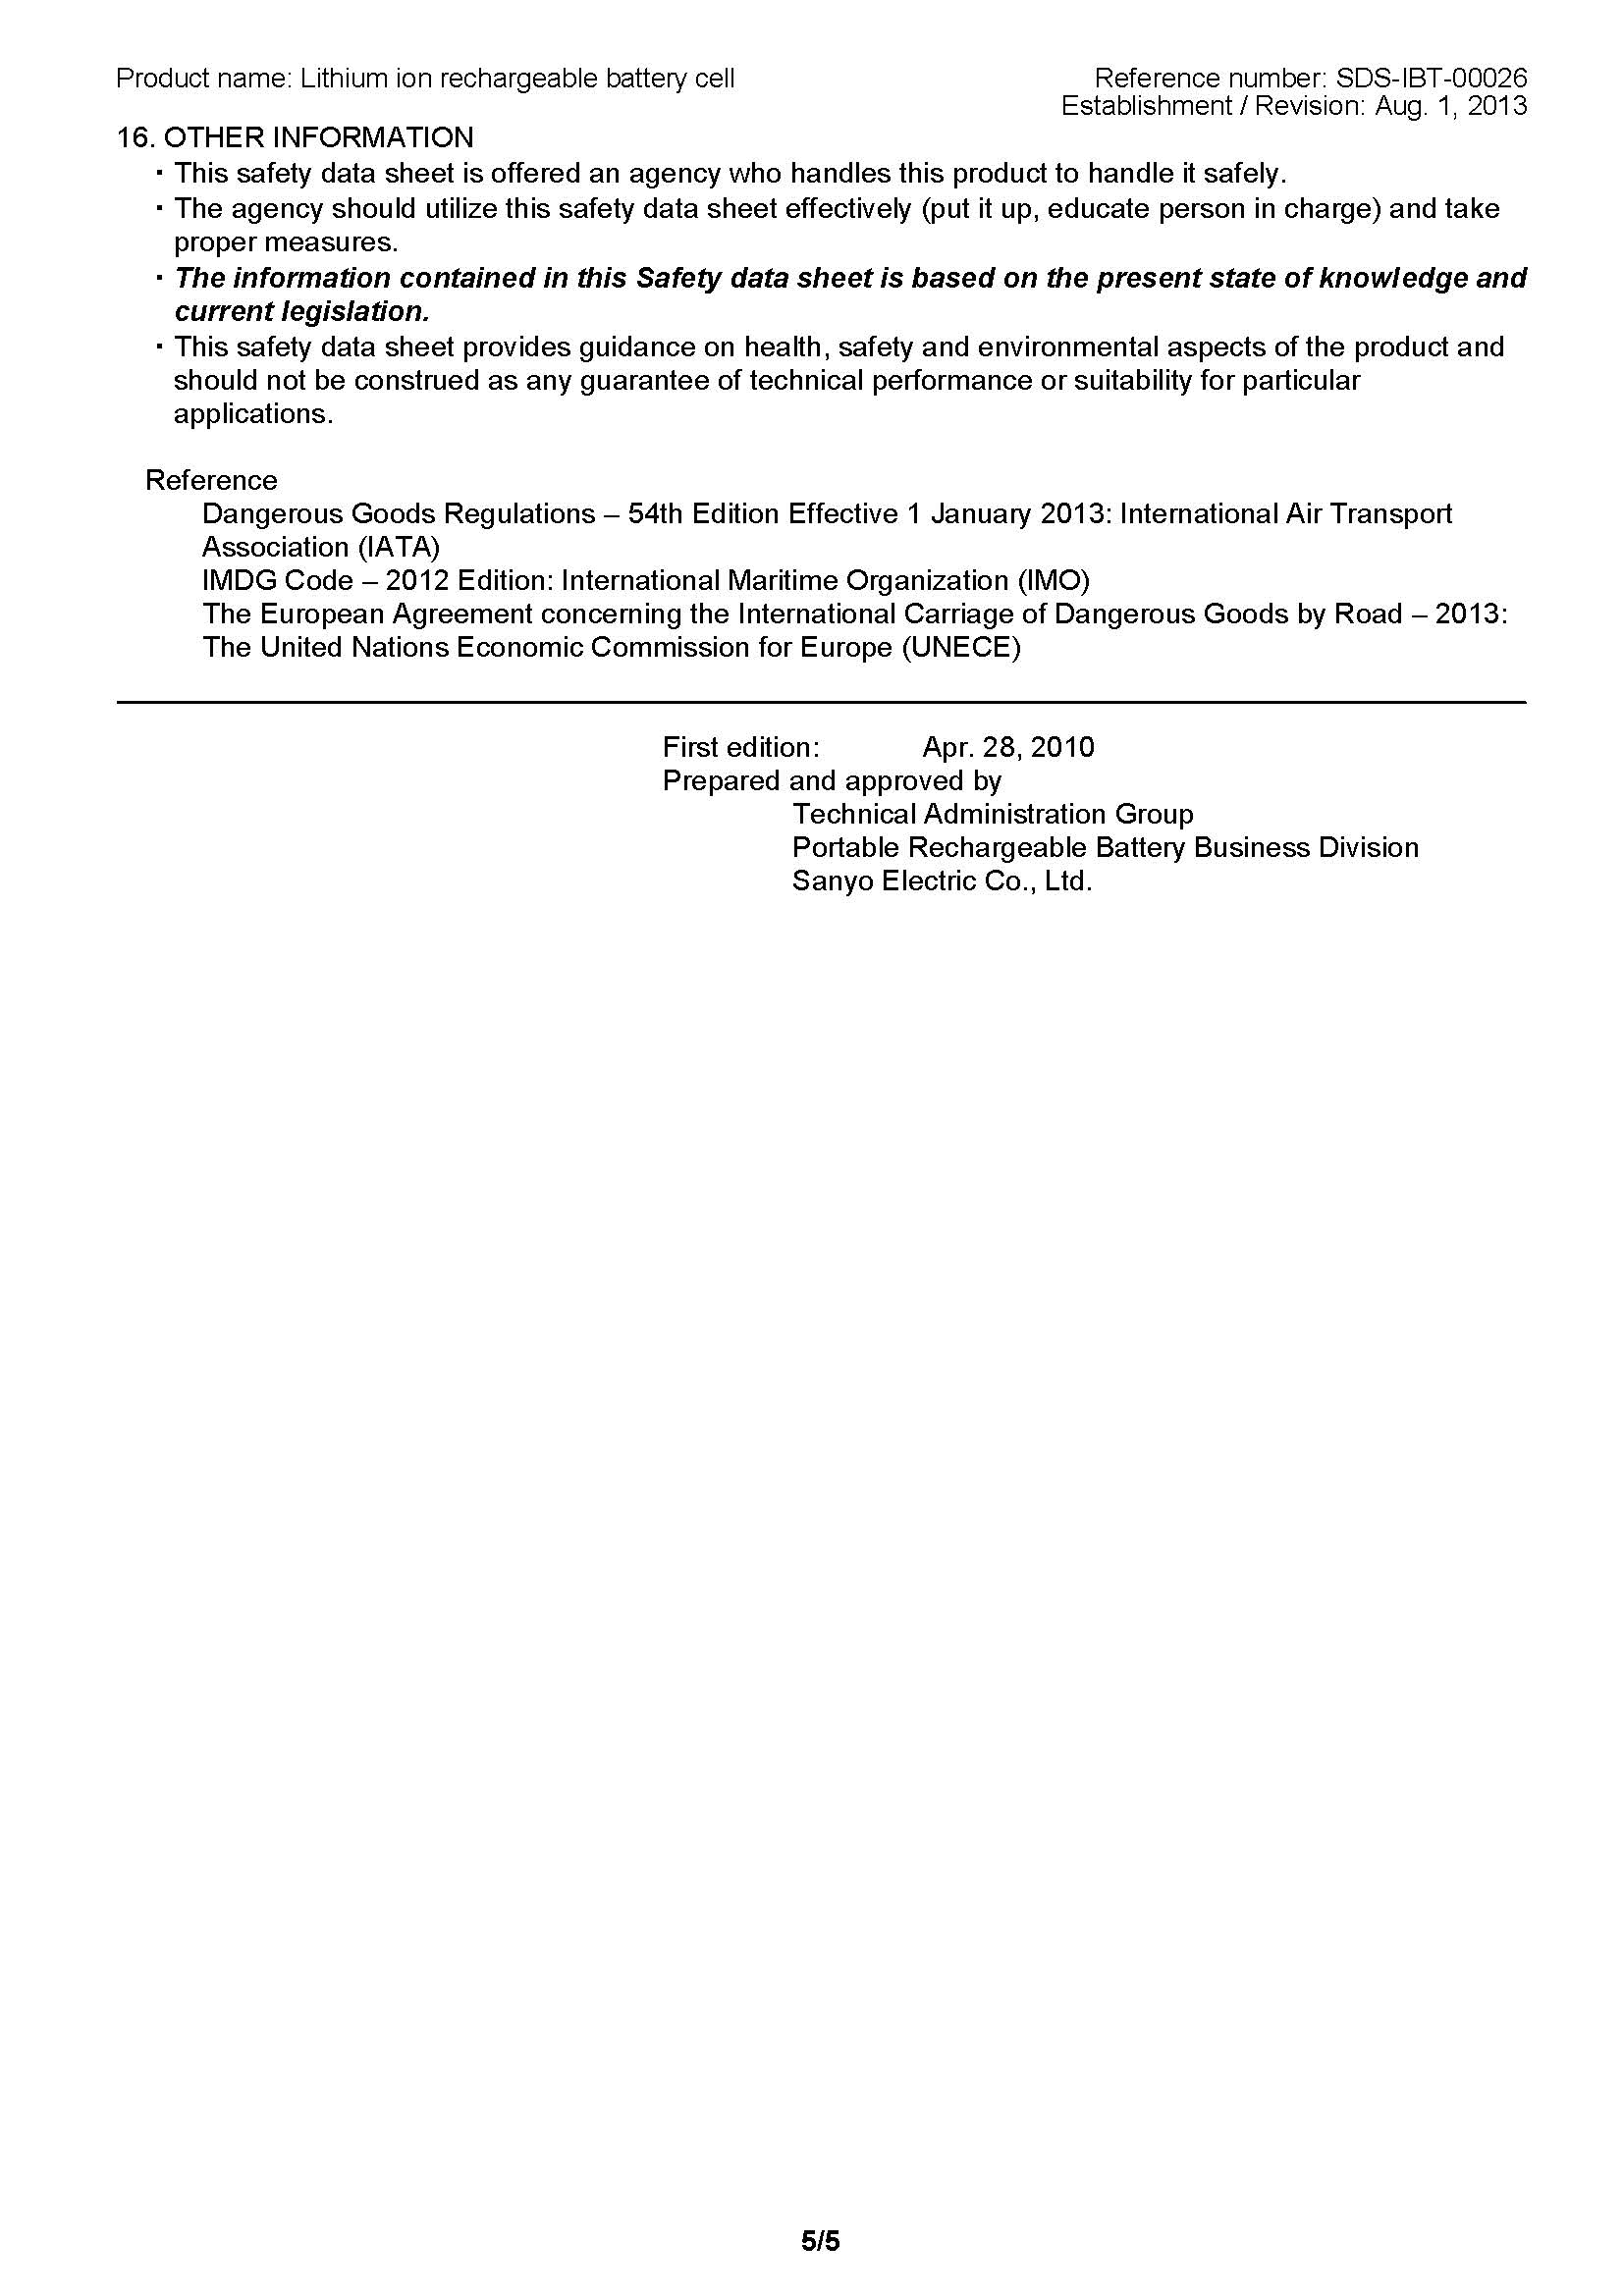 Product name: Lithium ion rechargeable battery cell
Reference number: SDS-IBT-00026
Establishment / Revision: Aug. 1, 2013
16. OTHER INFORMATION
・This safety data sheet is offered an agency who handles this product to handle it safely.
・The agency should utilize this safety data sheet effectively (put it up, educate person in charge) and take
proper measures.
・The information contained in this Safety data sheet is based on the present state of knowledge and
current legislation.
・This safety data sheet provides guidance on health, safety and environmental aspects of the product and
should not be construed as any guarantee of technical performance or suitability for particular
applications.
Reference
Dangerous Goods Regulations – 54th Edition Effective 1 January 2013: International Air Transport
Association (IATA)
IMDG Code – 2012 Edition: International Maritime Organization (IMO)
The European Agreement concerning the International Carriage of Dangerous Goods by Road – 2013:
The United Nations Economic Commission for Europe (UNECE)
First edition: Apr. 28, 2010
Prepared and approved by
Technical Administration Group
Portable Rechargeable Battery Business Division
Sanyo Electric Co., Ltd.
5/5